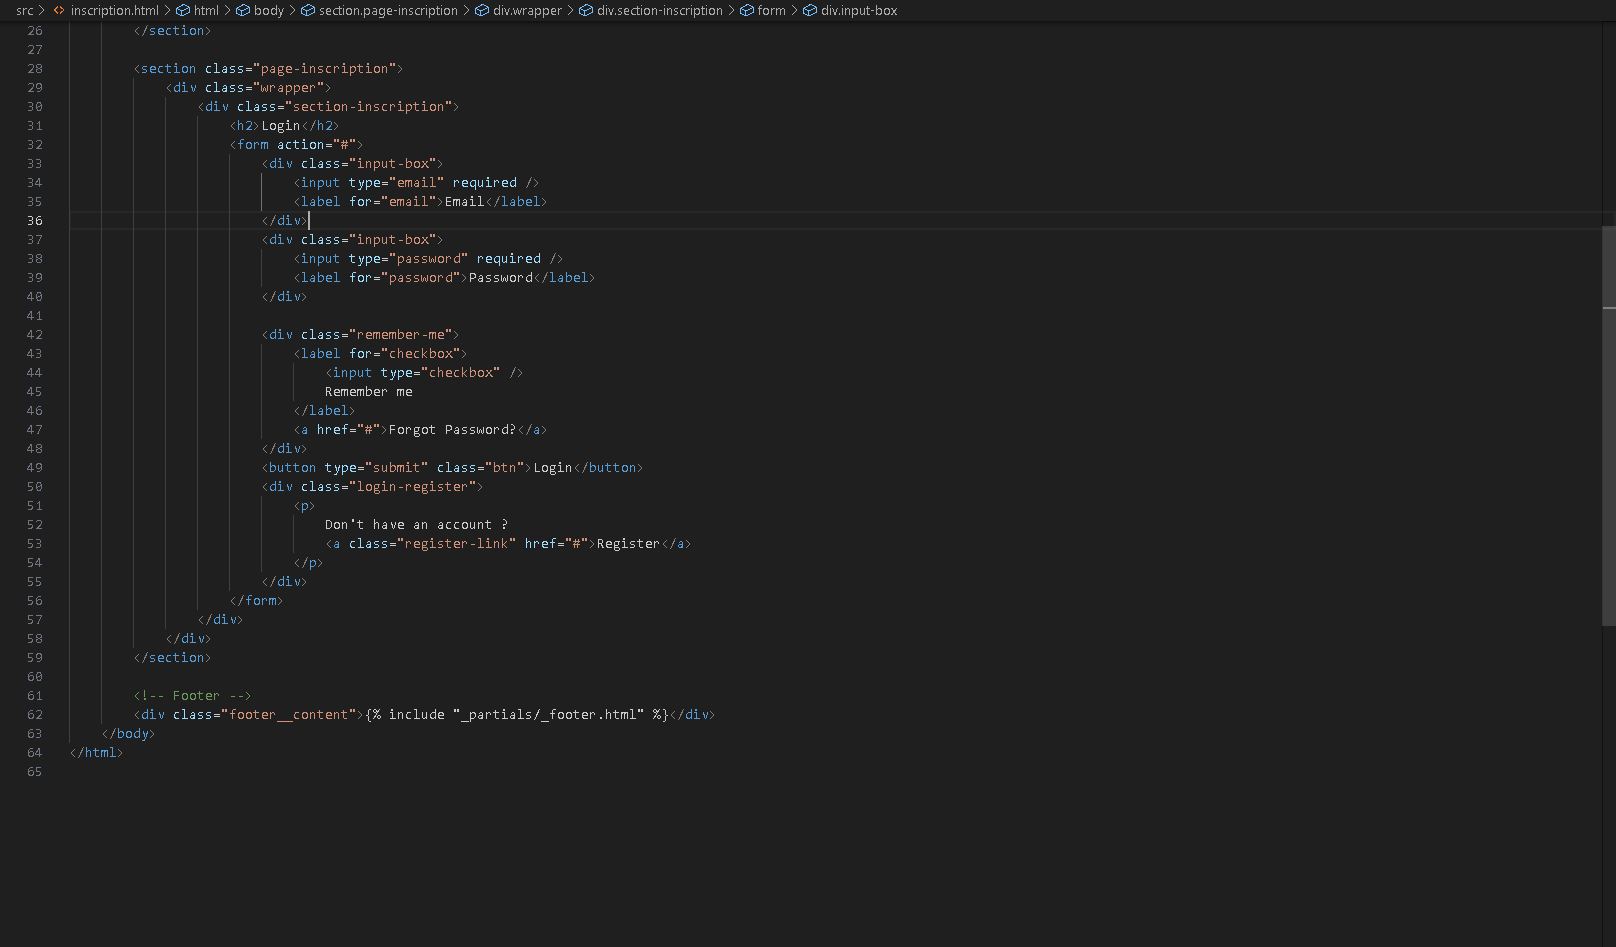 src > inscription.html > html > body > section.page-inscription > div.wrapper > div.section-inscription > form > div.input-box
26 </section>
27
28 <section class="page-inscription">
29 <div class="wrapper">
30 <div class="section-inscription">
31 <h2>Login</h2>
32 <form action="#">
33 <div class="input-box">
34 <input type="email" required />
35 <label for="email">Email</label>
36 </div>
37 <div class="input-box">
38 <input type="password" required />
39 <label for="password">Password</label>
40 </div>
41
42 <div class="remember-me">
43 <label for="checkbox">
44 <input type="checkbox" />
45 Remember me
46 </label>
47 <a href="#">Forgot Password?</a>
48 </div>
49 <button type="submit" class="btn">Login</button>
50 <div class="login-register">
51 <p>
52 Don't have an account ?
53 <a class="register-link" href="#">Register</a>
54 </p>
55 </div>
56 </form>
57 </div>
58 </div>
59 </section>
60
61 <!-- Footer -->
62 <div class="footer__content">{% include "_partials/_footer.html" %}</div>
63 </body>
64 </html>
65